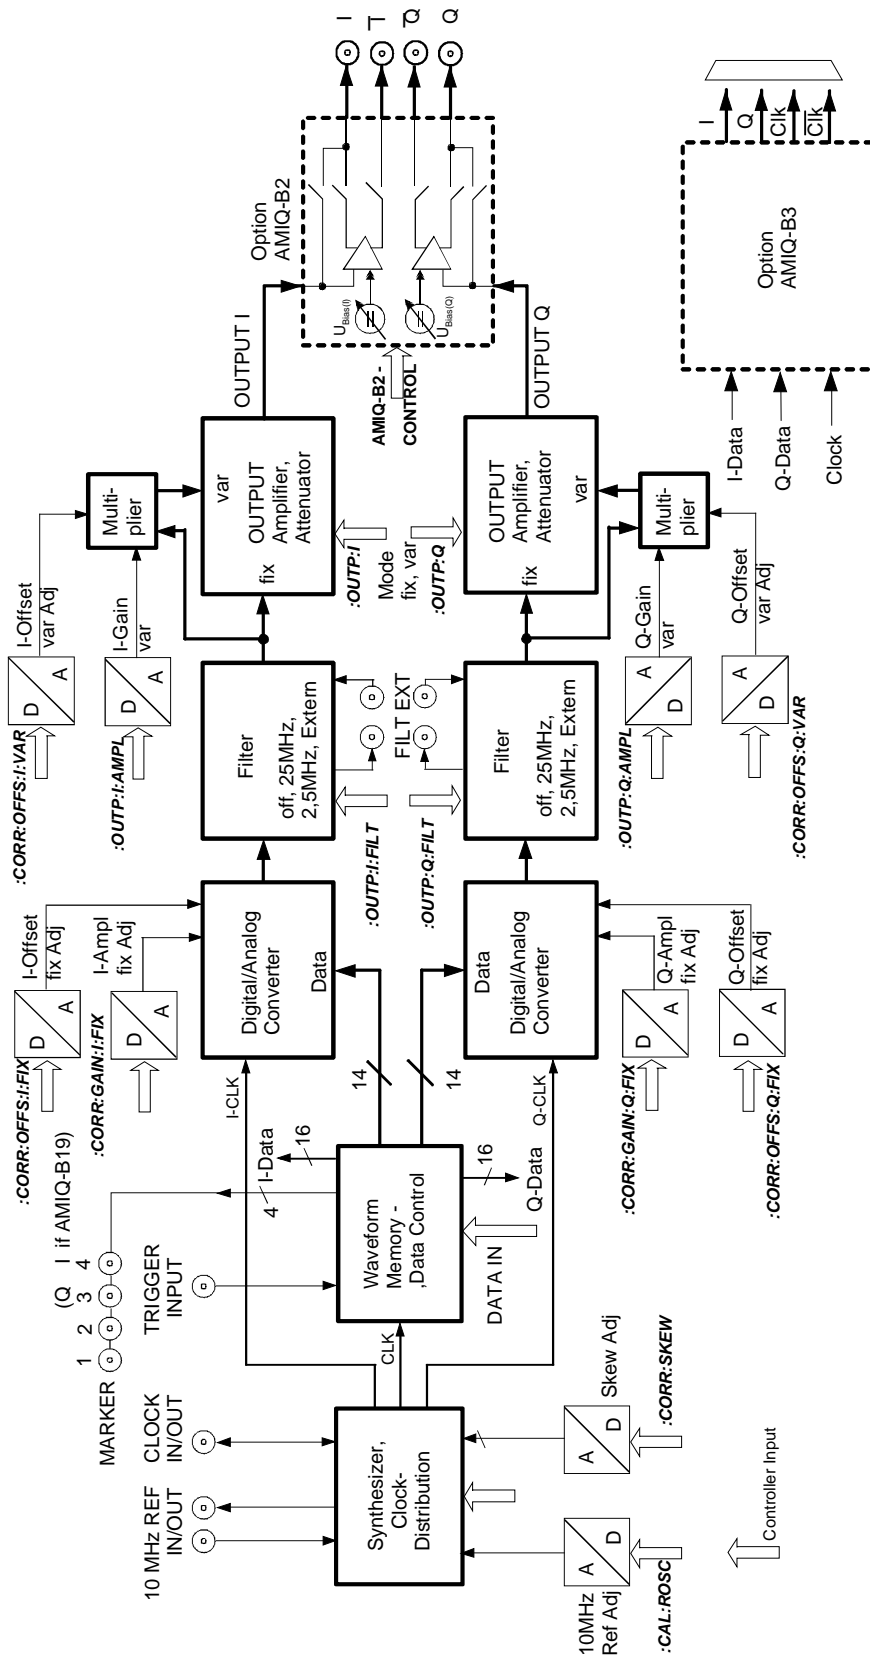 10 MHz REF
IN/OUT
CLOCK
IN/OUT
MARKER
1 2 3 4
(Q I if AMIQ-B19)
TRIGGER
INPUT
Synthesizer,
Clock-
Distribution
10MHz
Ref Adj
A
D
:CAL:ROSC
A
D
Skew Adj
:CORR:SKEW
Controller Input
CLK
I-CLK
Q-CLK
Waveform
Memory -
,Data Control
DATA IN
4
I-Data
16
16
Q-Data
14
14
:CORR:OFFS:I:FIX
D
A
I-Offset
fix Adj
:CORR:GAIN:I:FIX
D
A
I-Ampl
fix Adj
Digital/Analog
Converter
Data
Data
Digital/Analog
Converter
:CORR:GAIN:Q:FIX
D
A
Q-Ampl
fix Adj
:CORR:OFFS:Q:FIX
D
A
Q-Offset
fix Adj
:OUTP:I:FILT
:OUTP:Q:FILT
Filter
off, 25MHz,
2,5MHz, Extern
FILT EXT
Filter
off, 25MHz,
2,5MHz, Extern
:CORR:OFFS:I:VAR
D
A
I-Offset
var Adj
:OUTP:I:AMPL
D
A
I-Gain
var
:OUTP:Q:AMPL
D
A
Q-Gain
var
:CORR:OFFS:Q:VAR
D
A
Q-Offset
var Adj
Multi-
plier
var
OUTPUT
Amplifier,
Attenuator
fix
:OUTP:I
Mode
fix, var
:OUTP:Q
OUTPUT
Amplifier,
Attenuator
fix
var
Multi-
plier
OUTPUT I
OUTPUT Q
AMIQ-B2 -
CONTROL
Option
AMIQ-B2
U Bias(I)
U Bias(Q)
I
I̅
Q̅
Q
I-Data
Q-Data
Clock
Option
AMIQ-B3
I
Q
Clk
C̅l̅k̅